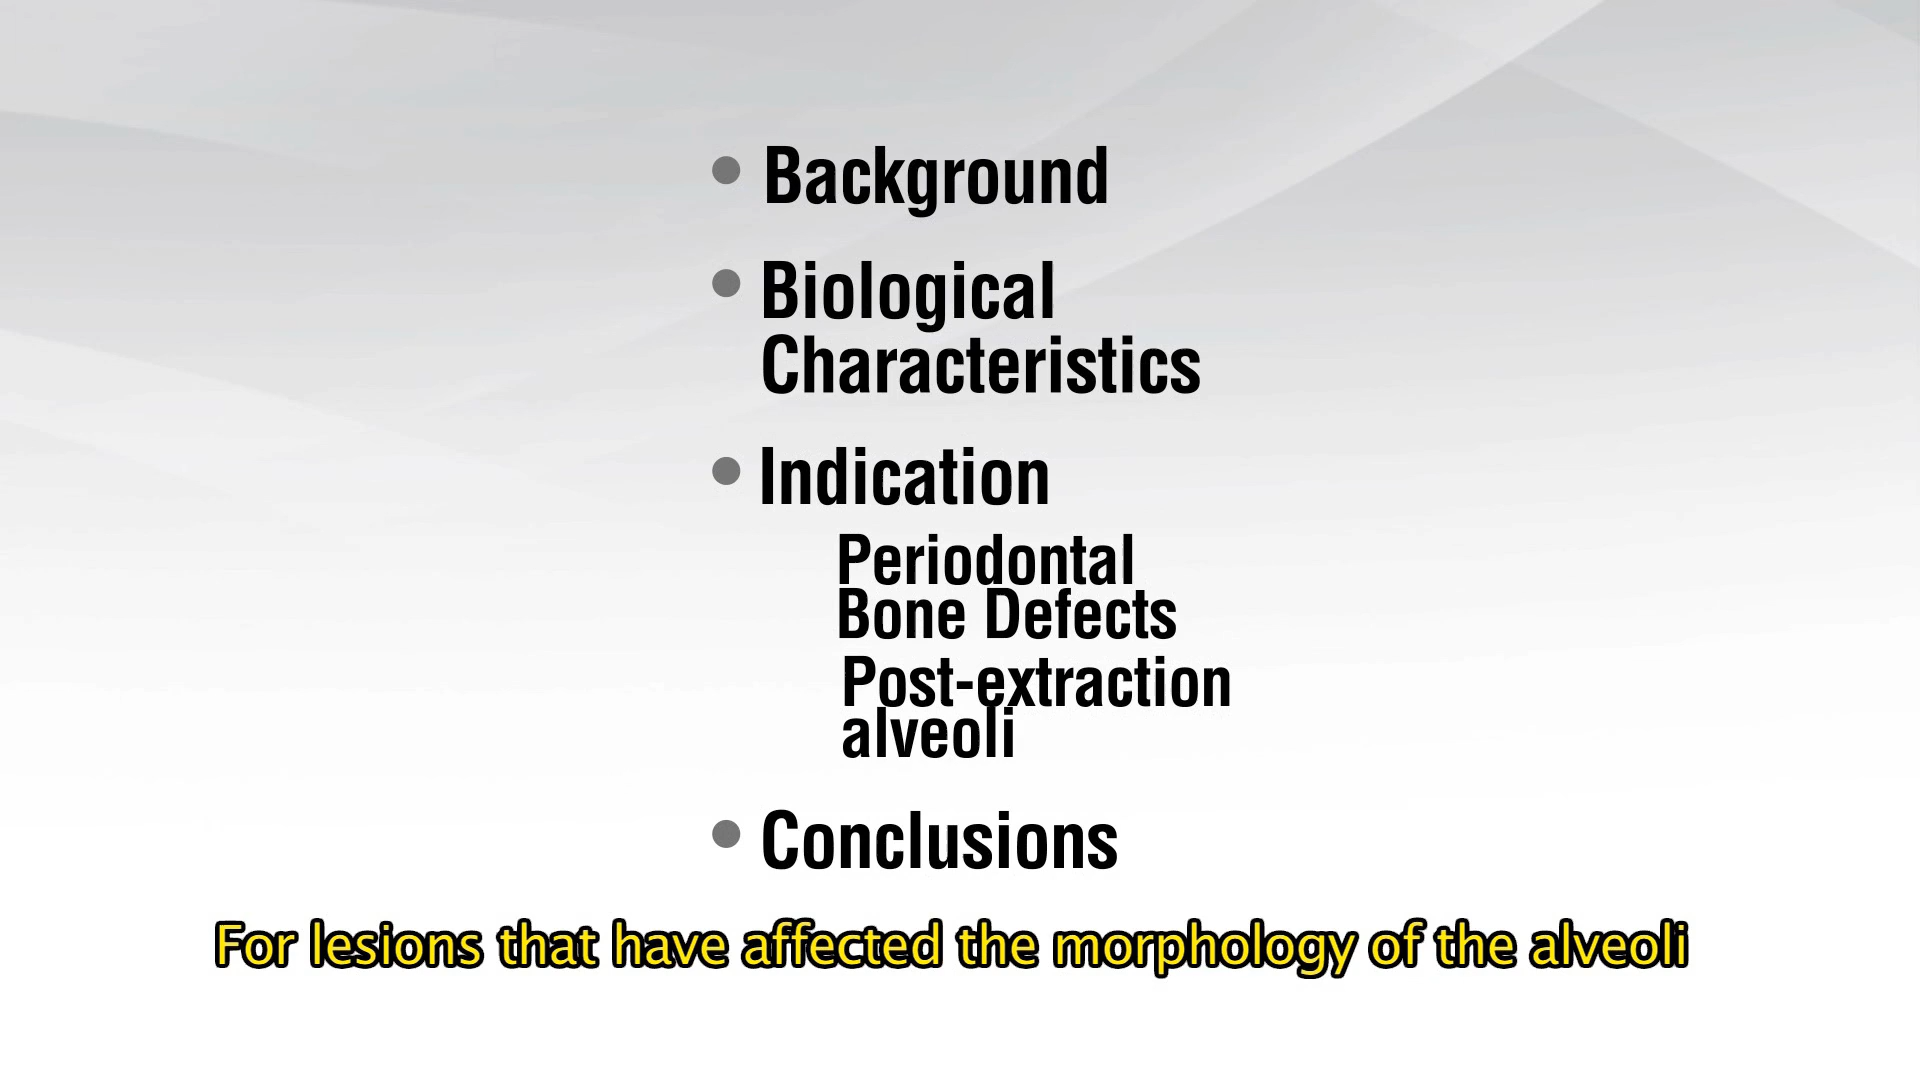 • Background
• Biological
Characteristics
• Indication
Periodontal
Bone Defects
Post-extraction
alveoli
• Conclusions
For lesions that have affected the morphology of the alveoli